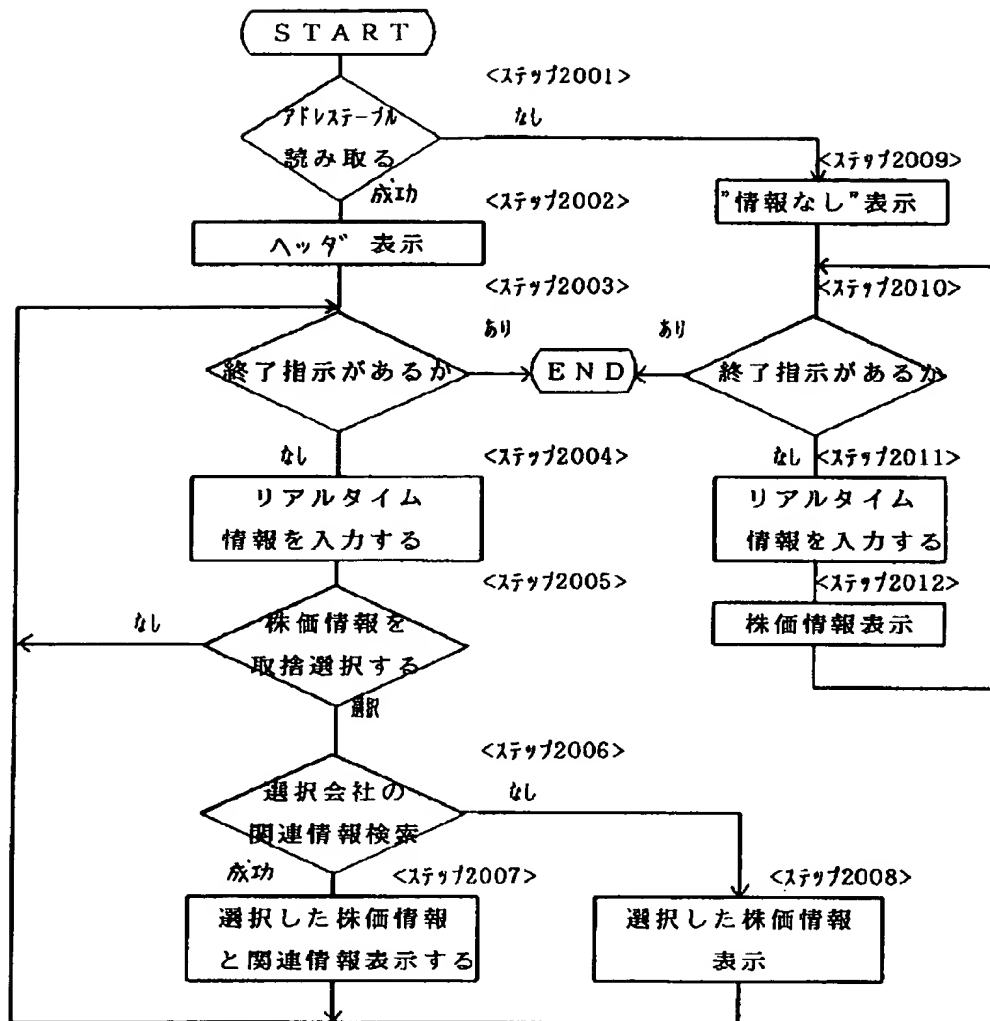 START
<ステップ2001>
アドレステーブル
読み取る
なし
成功
<ステップ2009>
"情報なし"表示
<ステップ2002>
ヘッダ 表示
<ステップ2003>
<ステップ2010>
終了指示があるか
あり
END
あり
終了指示があるか
なし
<ステップ2004>
なし
<ステップ2011>
リアルタイム
情報を入力する
リアルタイム
情報を入力する
<ステップ2005>
<ステップ2012>
株価情報を
取捨選択する
なし
選択
株価情報表示
<ステップ2006>
選択会社の
関連情報検索
なし
成功
<ステップ2007>
<ステップ2008>
選択した株価情報
と関連情報表示する
選択した株価情報
表示